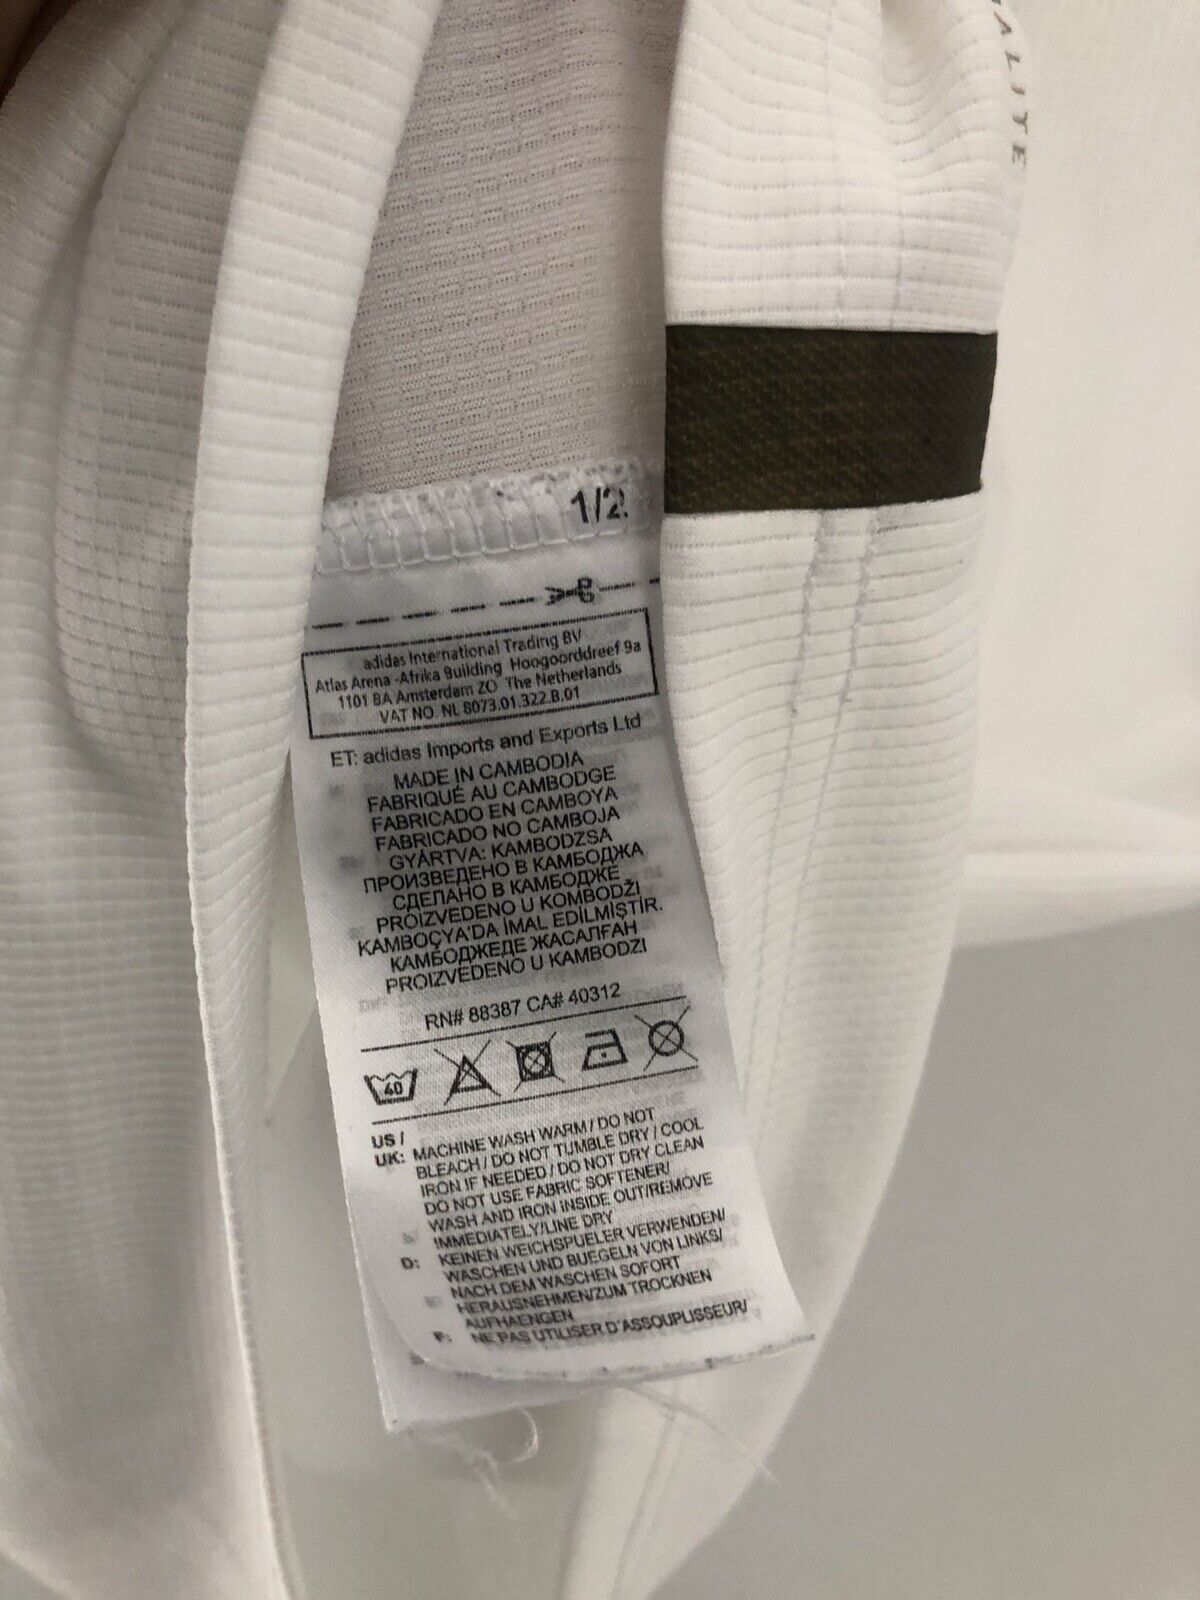 ALITE
1/2
adidas International Trading BV
Atlas Arena -Afrika Building Hoogoorddreef 9a
1101 BA Amsterdam ZO The Netherlands
VAT NO. NL 8073.01.322.B.01
ET: adidas Imports and Exports Ltd
MADE IN CAMBODIA
FABRIQUÉ AU CAMBODGE
FABRICADO EN CAMBOYA
FABRICADO NO CAMBOJA
GYÁRTVA: KAMBODZSA
ПРОИЗВЕДЕНО В КАМБОДЖА
СДЕЛАНО В КАМБОДЖЕ
PROIZVEDENO U KOMBODŽI
KAMBOÇYA'DA İMAL EDİLMİŞTİR.
КАМБОДЖЕДЕ ЖАСАЛҒАН
PROIZVEDENO U KAMBODZI
RN# 88387 CA# 40312
40
US /
UK: MACHINE WASH WARM / DO NOT
BLEACH / DO NOT TUMBLE DRY / COOL
IRON IF NEEDED / DO NOT DRY CLEAN
DO NOT USE FABRIC SOFTENER/
WASH AND IRON INSIDE OUT/REMOVE
IMMEDIATELY/LINE DRY
D: KEINEN WEICHSPUELER VERWENDEN/
WASCHEN UND BUEGELN VON LINKS/
NACH DEM WASCHEN SOFORT
HERAUSNEHMEN/ZUM TROCKNEN
AUFHAENGEN
F: NE PAS UTILISER D'ASSOUPLISSEUR/